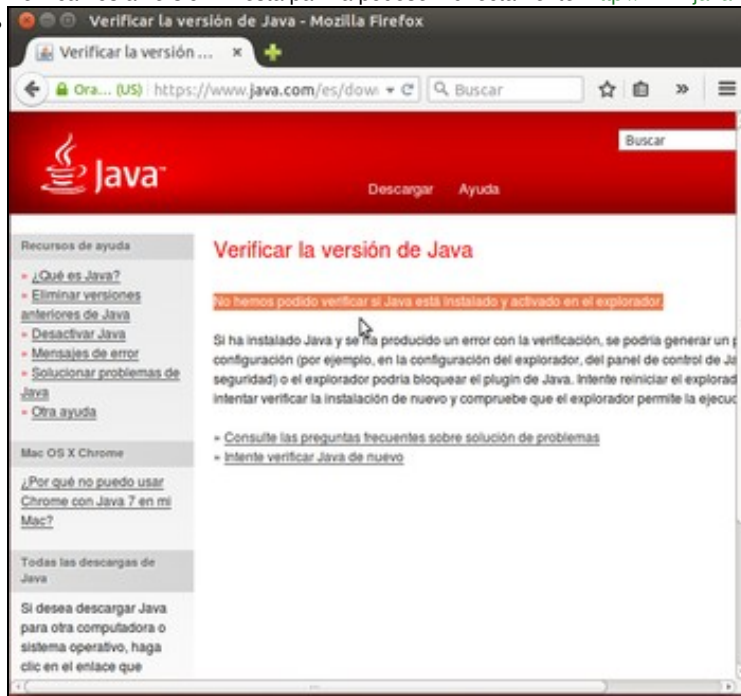 Verificar la versión de Java - Mozilla Firefox
Verificar la versión ...
Ora... (US) https://www.java.com/es/dow Buscar
Buscar
Java
Descargar Ayuda
Recursos de ayuda
» ¿Qué es Java?
» Eliminar versiones
anteriores de Java
» Desactivar Java
» Mensajes de error
» Solucionar problemas de
Java
» Otra ayuda
Mac OS X Chrome
¿Por qué no puedo usar
Chrome con Java 7 en mi
Mac?
Todas las descargas de
Java
Si desea descargar Java
para otra computadora o
sistema operativo, haga
clic en el enlace que
Verificar la versión de Java
No hemos podido verificar si Java está instalado y activado en el explorador.
Si ha instalado Java y se ha producido un error con la verificación, se podría generar un
configuración (por ejemplo, en la configuración del explorador, del panel de control de Ja
seguridad) o el explorador podría bloquear el plugin de Java. Intente reiniciar el explorad
intentar verificar la instalación de nuevo y compruebe que el explorador permite la ejecuc
» Consulte las preguntas frecuentes sobre solución de problemas
» Intente verificar Java de nuevo